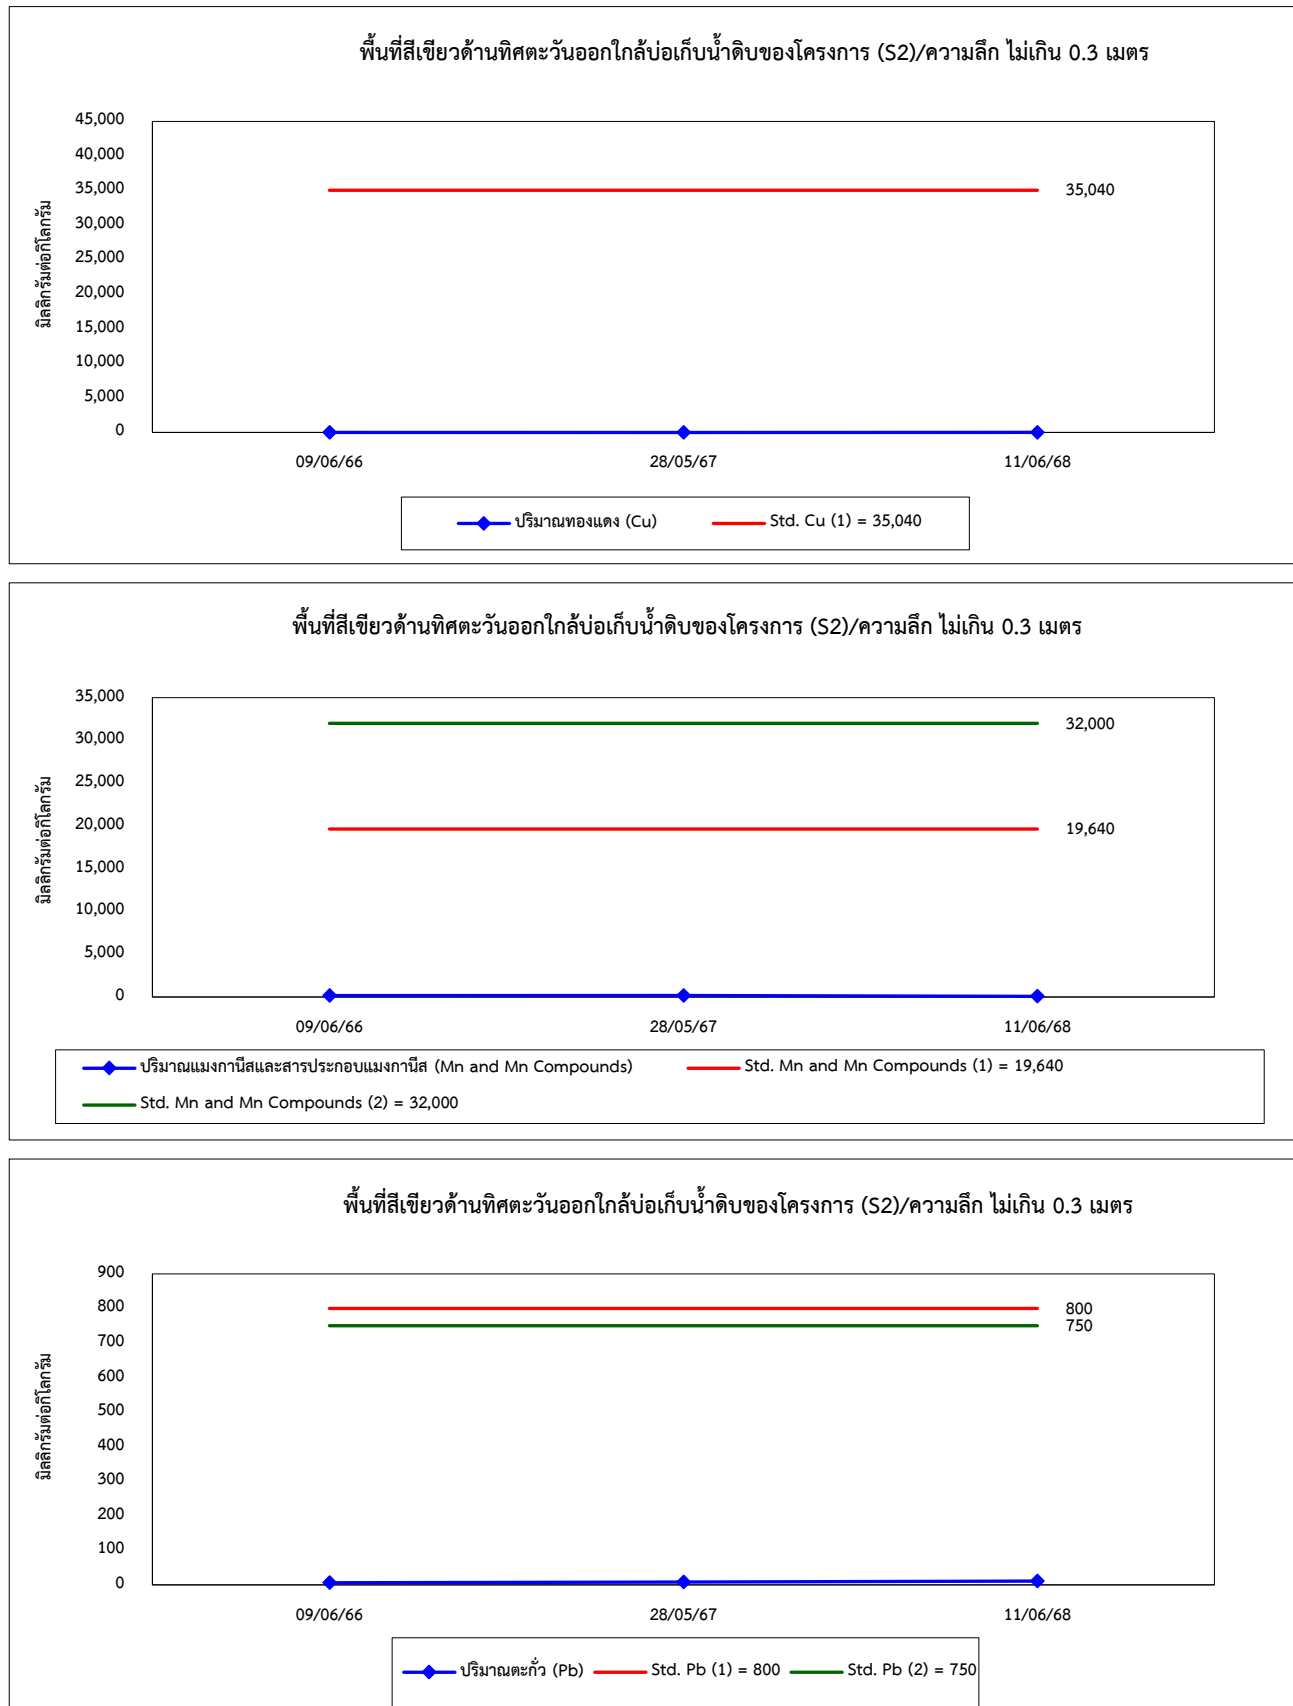 พื้นที่สีเขียวด้านทิศตะวันออกใกล้บ่อเก็บน้ำดิบของโครงการ (S2)/ความลึก ไม่เกิน 0.3 เมตร
มิลลิกรัมต่อกิโลกรัม
45,000
40,000
35,000
30,000
25,000
20,000
15,000
10,000
5,000
0
35,040
09/06/66 28/05/67 11/06/68
ปริมาณทองแดง (Cu) Std. Cu (1) = 35,040
พื้นที่สีเขียวด้านทิศตะวันออกใกล้บ่อเก็บน้ำดิบของโครงการ (S2)/ความลึก ไม่เกิน 0.3 เมตร
มิลลิกรัมต่อกิโลกรัม
35,000
30,000
25,000
20,000
15,000
10,000
5,000
0
32,000
19,640
09/06/66 28/05/67 11/06/68
ปริมาณแมงกานีสและสารประกอบแมงกานีส (Mn and Mn Compounds) Std. Mn and Mn Compounds (1) = 19,640
Std. Mn and Mn Compounds (2) = 32,000
พื้นที่สีเขียวด้านทิศตะวันออกใกล้บ่อเก็บน้ำดิบของโครงการ (S2)/ความลึก ไม่เกิน 0.3 เมตร
มิลลิกรัมต่อกิโลกรัม
900
800
700
600
500
400
300
200
100
0
800
750
09/06/66 28/05/67 11/06/68
ปริมาณตะกั่ว (Pb) Std. Pb (1) = 800 Std. Pb (2) = 750